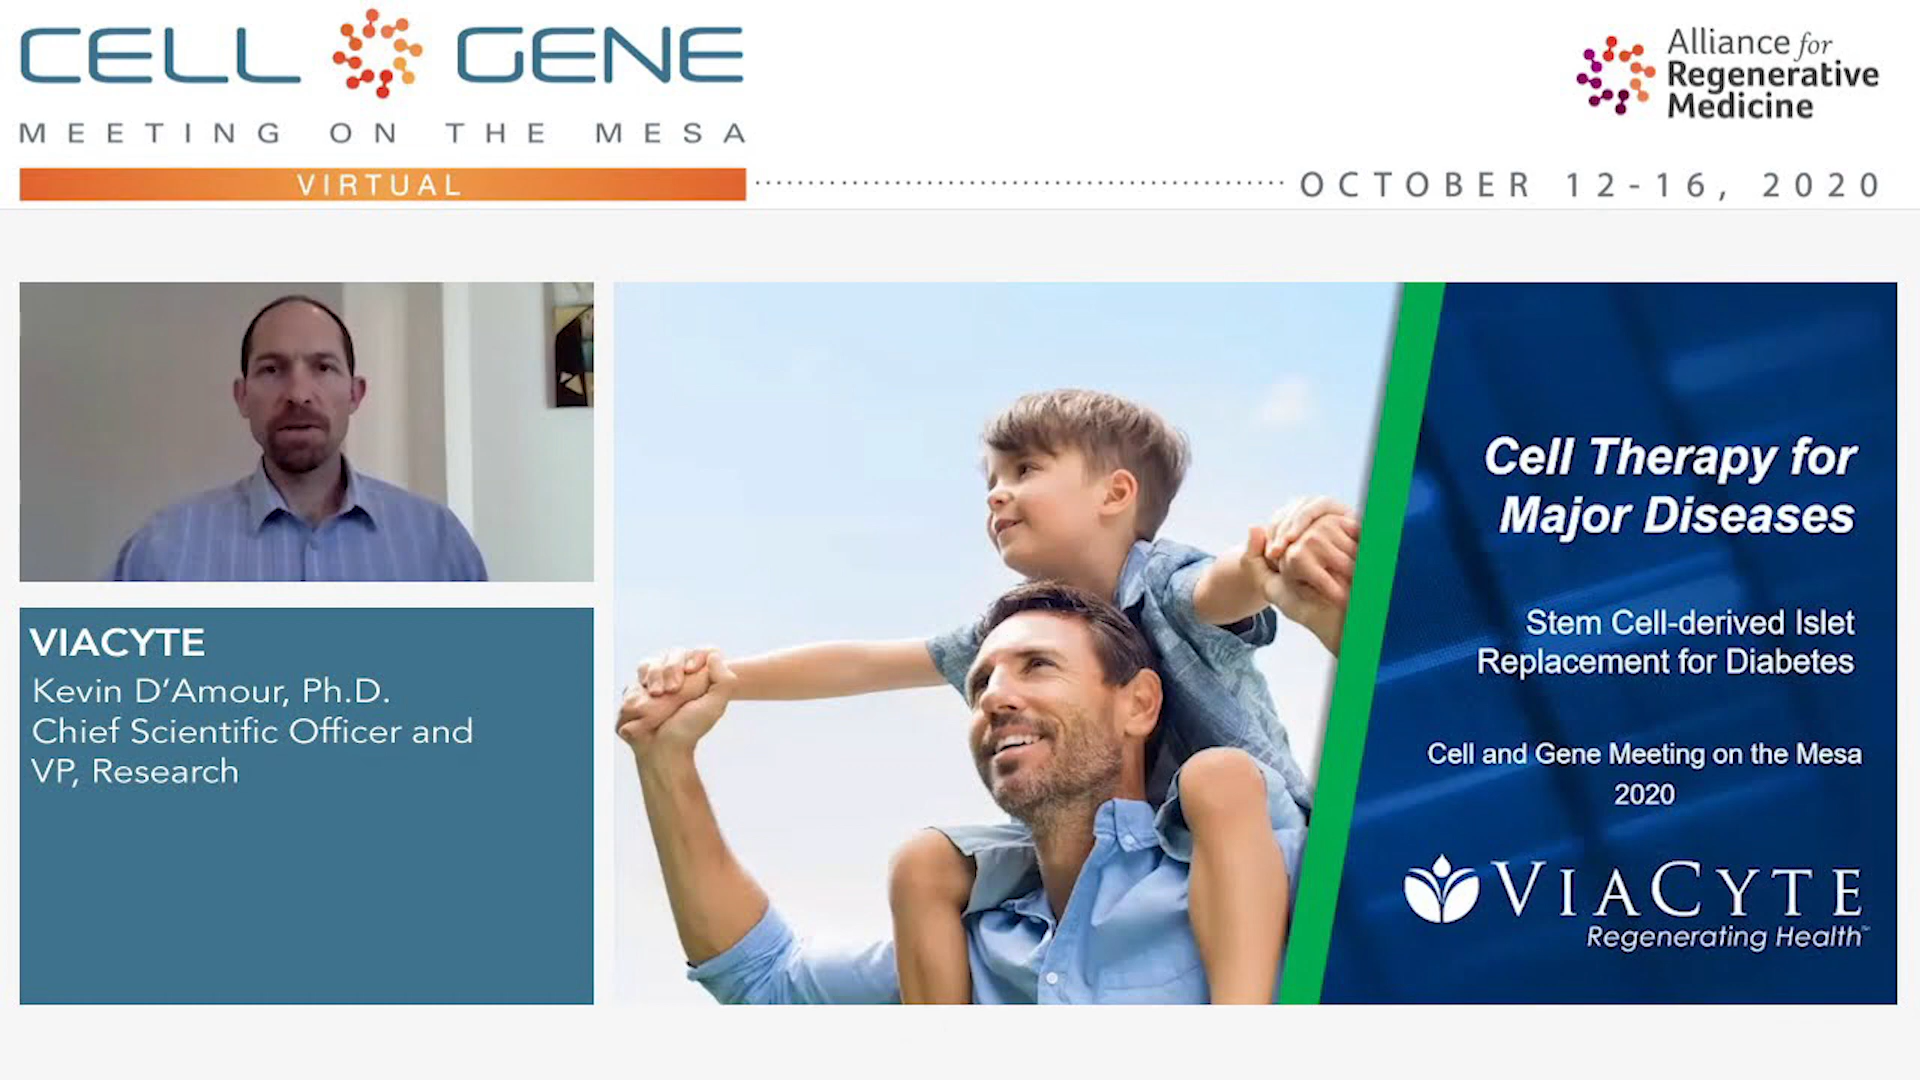 CELL GENE
MEETING ON THE MESA
VIRTUAL
Alliance for
Regenerative
Medicine
OCTOBER 12-16, 2020
VIACYTE
Kevin D'Amour, Ph.D.
Chief Scientific Officer and
VP, Research
Cell Therapy for
Major Diseases
Stem Cell-derived Islet
Replacement for Diabetes
Cell and Gene Meeting on the Mesa
2020
VIACYTE
Regenerating Health